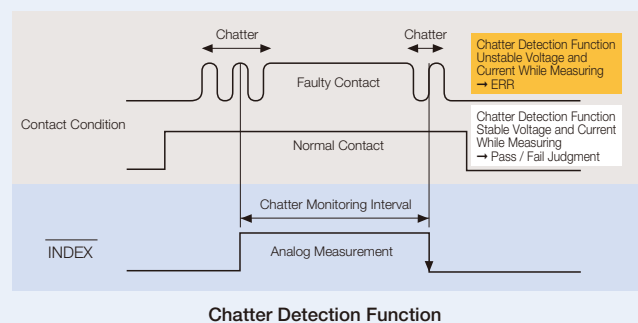 Chatter
Chatter
Chatter Detection Function
Unstable Voltage and
Current While Measuring
→ ERR
Faulty Contact
Contact Condition
Chatter Detection Function
Stable Voltage and Current
While Measuring
→ Pass / Fail Judgment
Normal Contact
Chatter Monitoring Interval
INDEX
Analog Measurement
Chatter Detection Function